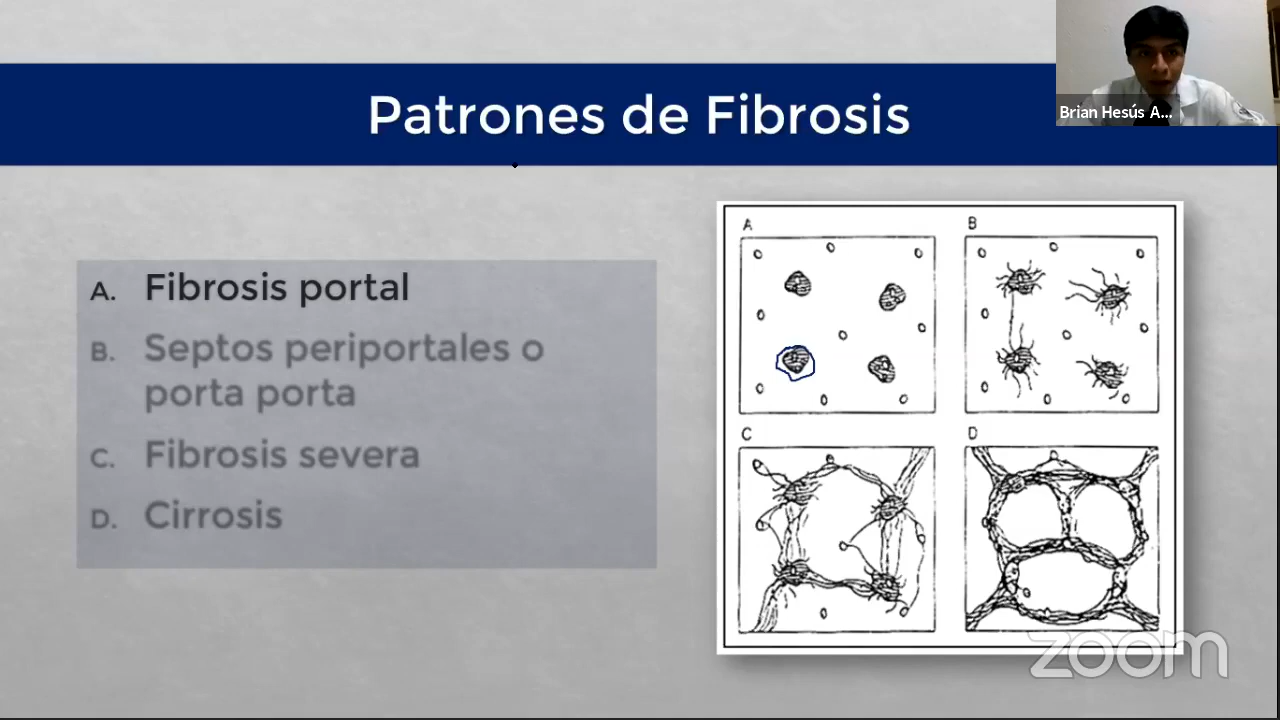 Patrones de Fibrosis
Brian Hesús A...
A. Fibrosis portal
B. Septos periportales o
porta porta
C. Fibrosis severa
D. Cirrosis
A
B
C
D
zoom